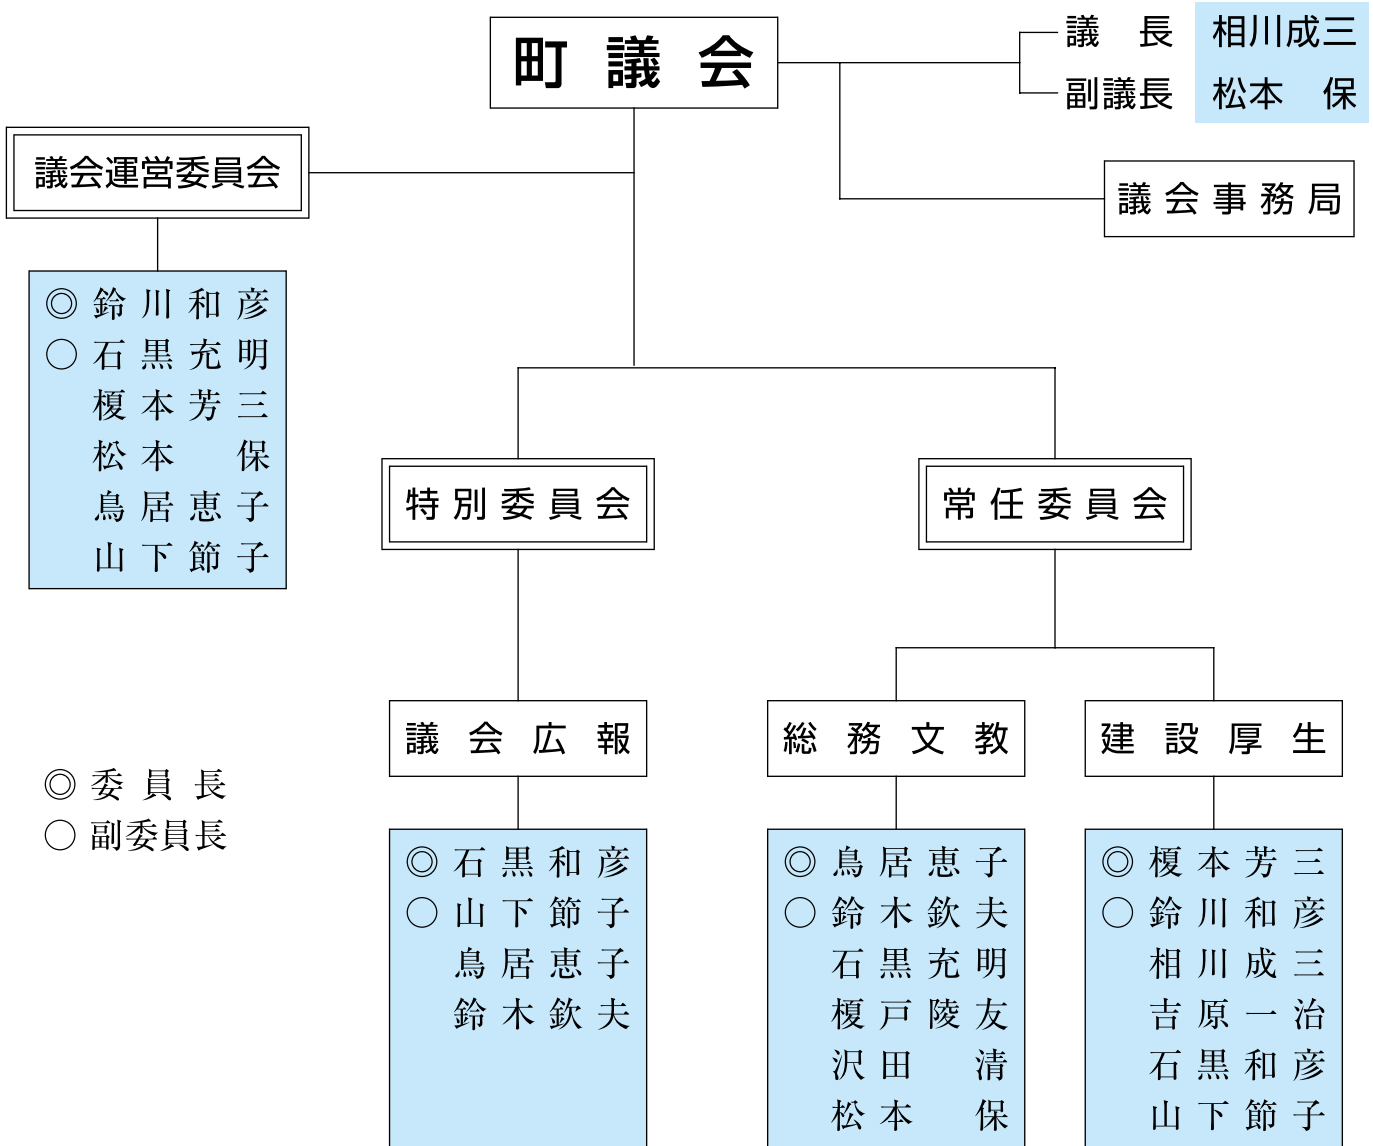 町議会
議長 相川成三
副議長 松本 保
議会事務局
議会運営委員会
◎鈴川和彦
○石黒充明
榎本芳三
松本 保
鳥居恵子
山下節子
特別委員会
常任委員会
議会広報
◎石黒和彦
○山下節子
鳥居恵子
鈴木欽夫
総務文教
◎鳥居恵子
○鈴木欽夫
石黒充明
榎戸陵友
沢田 清
松本 保
建設厚生
◎榎本芳三
○鈴川和彦
相川成三
吉原一治
石黒和彦
山下節子
◎委員長
○副委員長